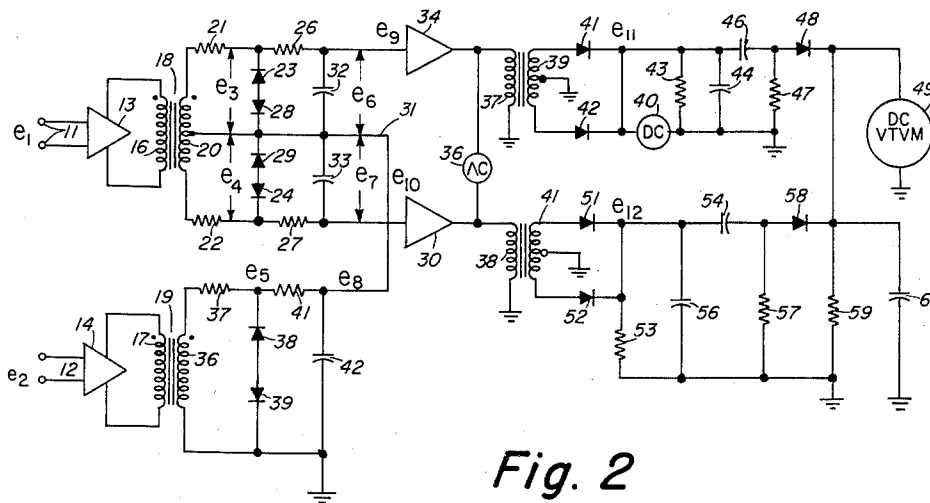 21 26 e9 34 41 e11 46 48
18 23 32 39 49
e3 e6 43 44 47
13 28 31 37 42 40 DC DC VTVM
e1 11 16 20 29 33 36 AC
e4 24 e7 e10 41 51 e12 54 58
22 27 30 38
19 37 e5 41 e8 52 56 57 59 6
14 17 36 38 42 53
e2 12 39
Fig. 2